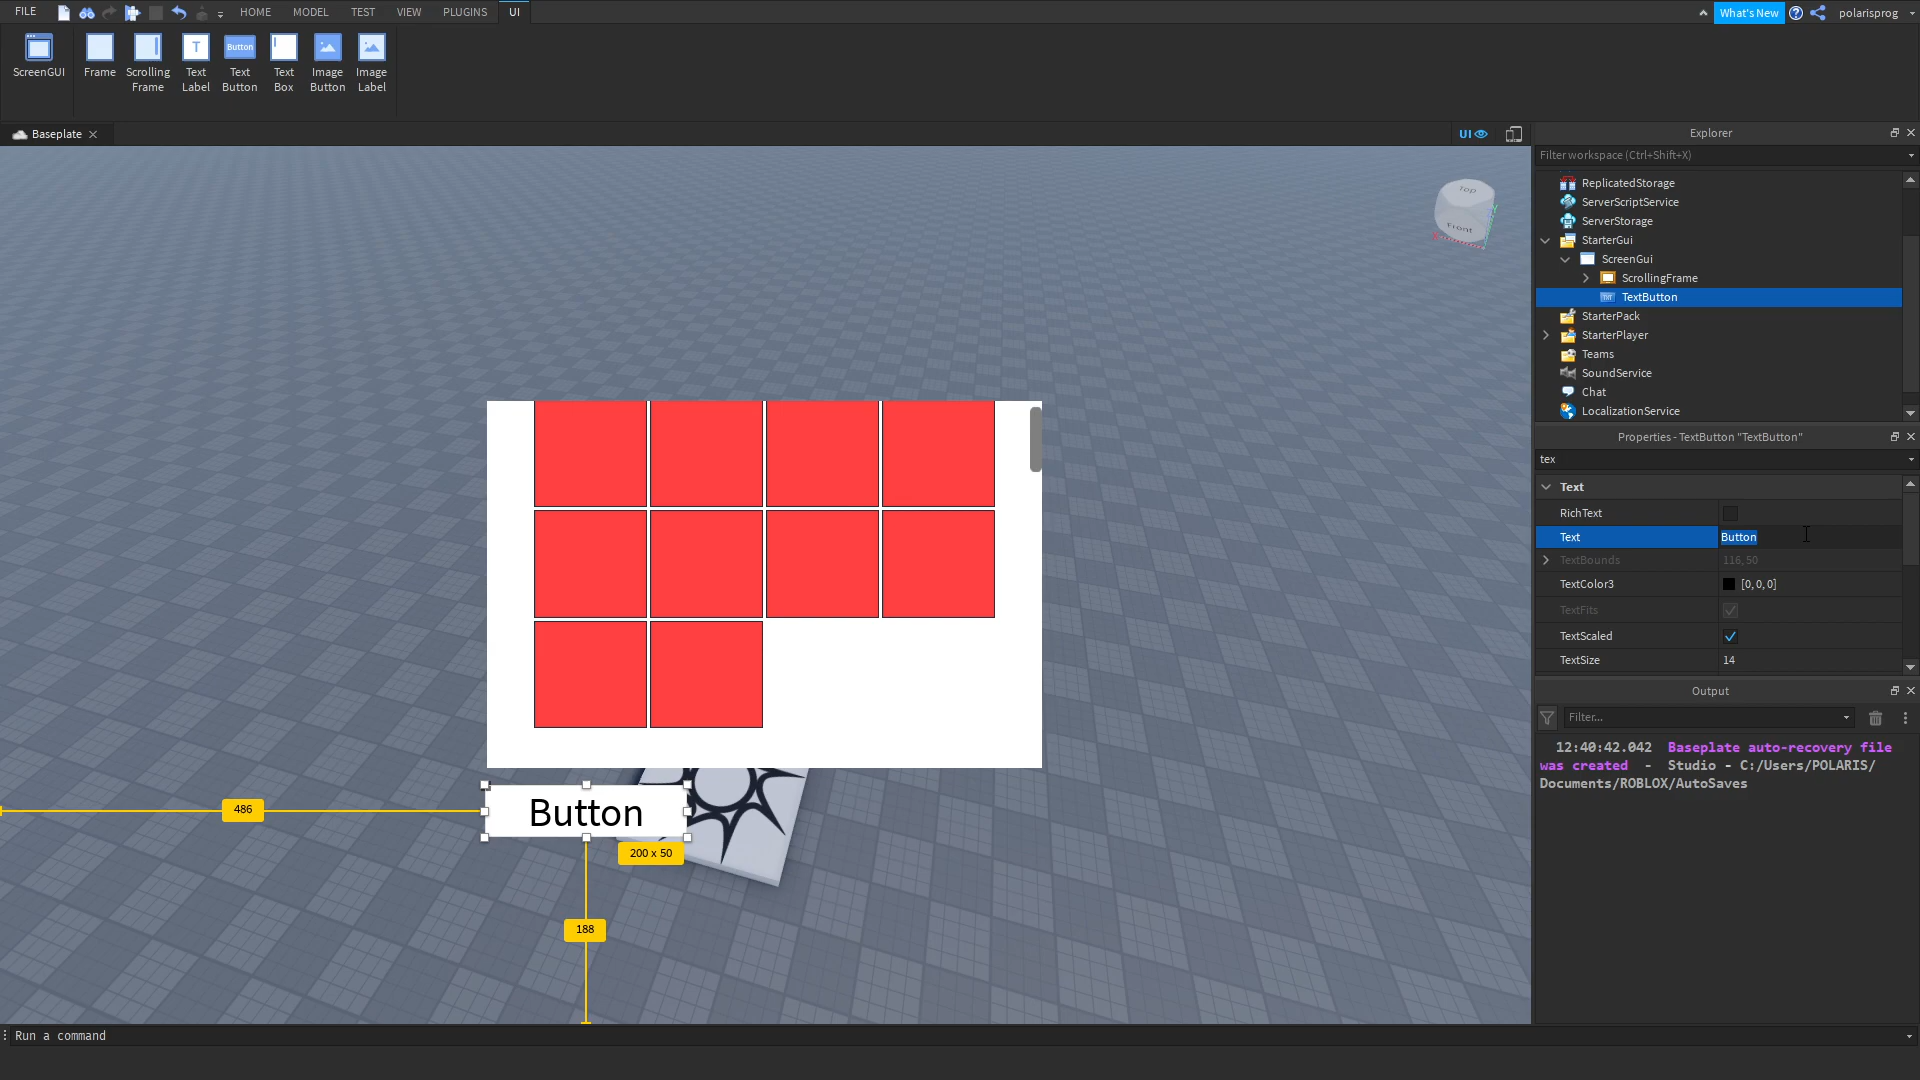 FILE
HOME
MODEL
TEST
VIEW
PLUGINS
UI
What's New
polarisprog
ScreenGUI
Frame
Scrolling
Frame
T
Text
Label
Button
Text
Button
Text
Box
Image
Button
Image
Label
Baseplate
UI
Explorer
Filter workspace (Ctrl+Shift+X)
Top
Front
Y
ReplicatedStorage
ServerScriptService
ServerStorage
StarterGui
ScreenGui
ScrollingFrame
TextButton
StarterPack
StarterPlayer
Teams
SoundService
Chat
LocalizationService
Properties - TextButton "TextButton"
tex
Text
RichText
Text Button
TextBounds 116, 50
TextColor3 [0, 0, 0]
TextFits
TextScaled
TextSize 14
Output
Filter...
12:40:42.042 Baseplate auto-recovery file
was created - Studio - C:/Users/POLARIS/
Documents/ROBLOX/AutoSaves
486
Button
200 x 50
188
Run a command